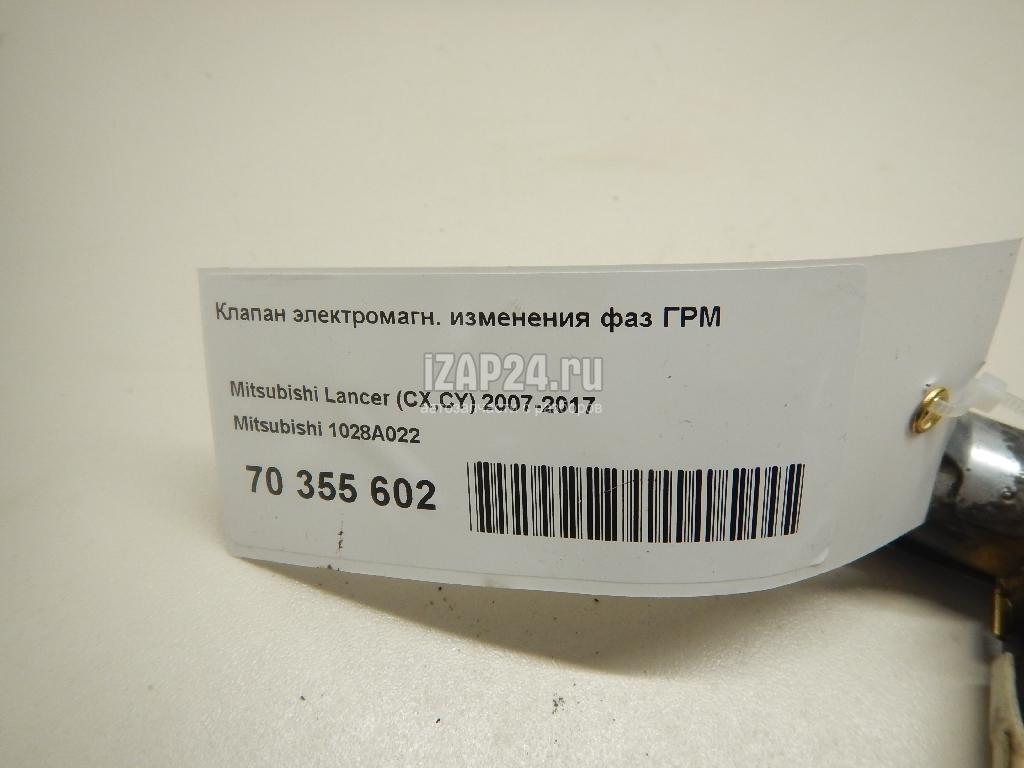 Клапан электромагн. изменения фаз ГРМ
iZAP24.ru
Mitsubishi Lancer (CX,CY) 2007-2017
Mitsubishi 1028A022
70 355 602